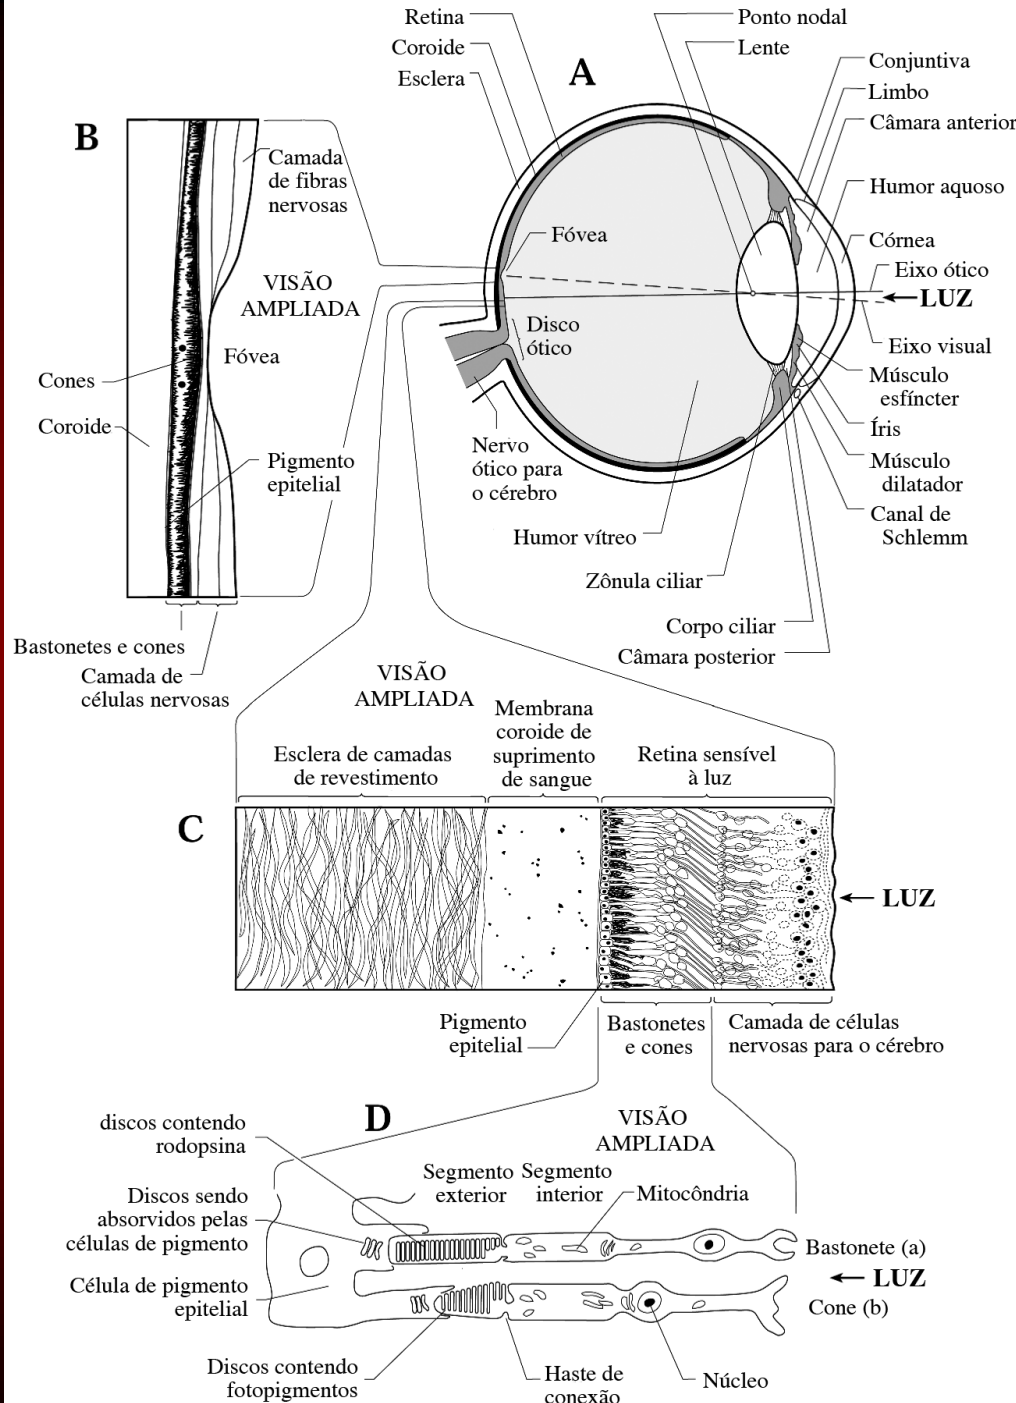 Retina
Coroide
Esclera
A
Ponto nodal
Lente
Conjuntiva
Limbo
Câmara anterior
Humor aquoso
Córnea
Eixo ótico
LUZ
Eixo visual
Músculo
esfíncter
Íris
Músculo
dilatador
Canal de
Schlemm
Fóvea
Disco
ótico
Nervo
ótico para
o cérebro
Humor vítreo
Zônula ciliar
Corpo ciliar
Câmara posterior
B
Camada
de fibras
nervosas
VISÃO
AMPLIADA
Fóvea
Cones
Coroide
Pigmento
epitelial
Bastonetes e cones
Camada de
células nervosas
VISÃO
AMPLIADA
C
Esclera de camadas
de revestimento
Membrana
coroide de
suprimento
de sangue
Retina sensível
à luz
LUZ
Pigmento
epitelial
Bastonetes
e cones
Camada de células
nervosas para o cérebro
D
VISÃO
AMPLIADA
discos contendo
rodopsina
Discos sendo
absorvidos pelas
células de pigmento
Célula de pigmento
epitelial
Segmento
exterior
Segmento
interior
Mitocôndria
Bastonete (a)
LUZ
Cone (b)
Discos contendo
fotopigmentos
Haste de
conexão
Núcleo